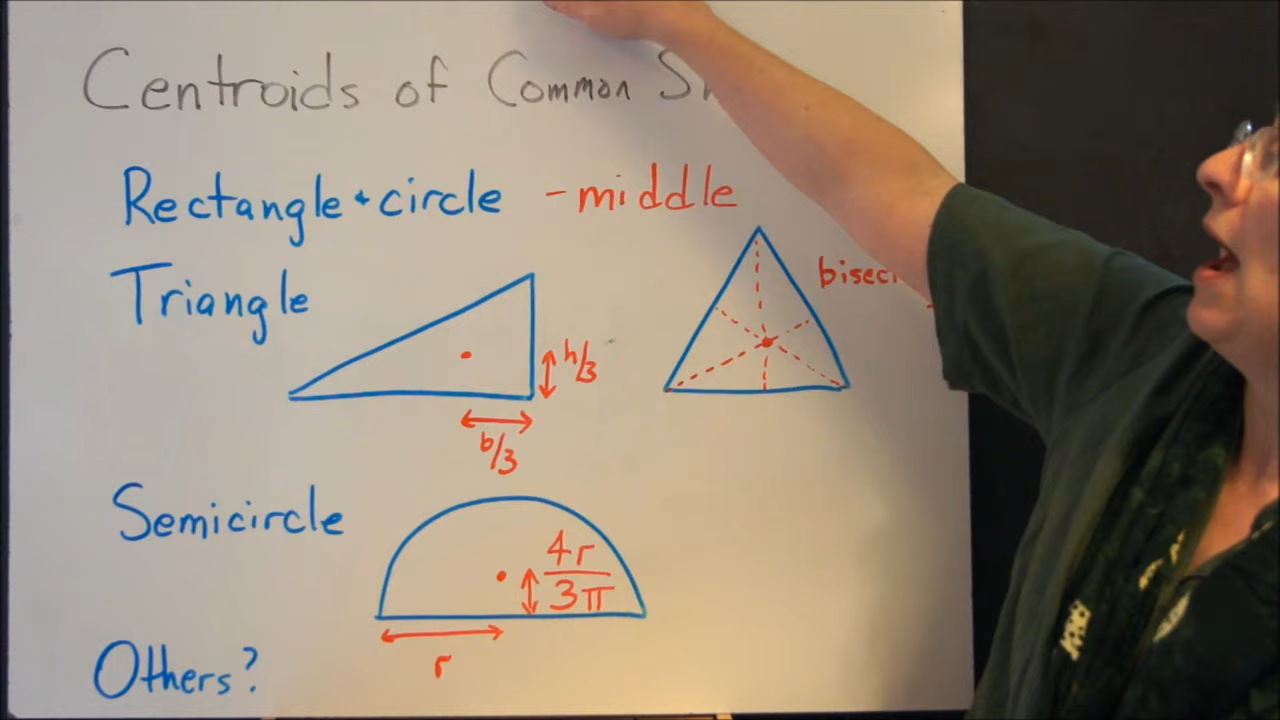 Centroids of Common
Rectangle + circle - middle
Triangle
h/3
b/3
Semicircle
4r
3π
r
Others?